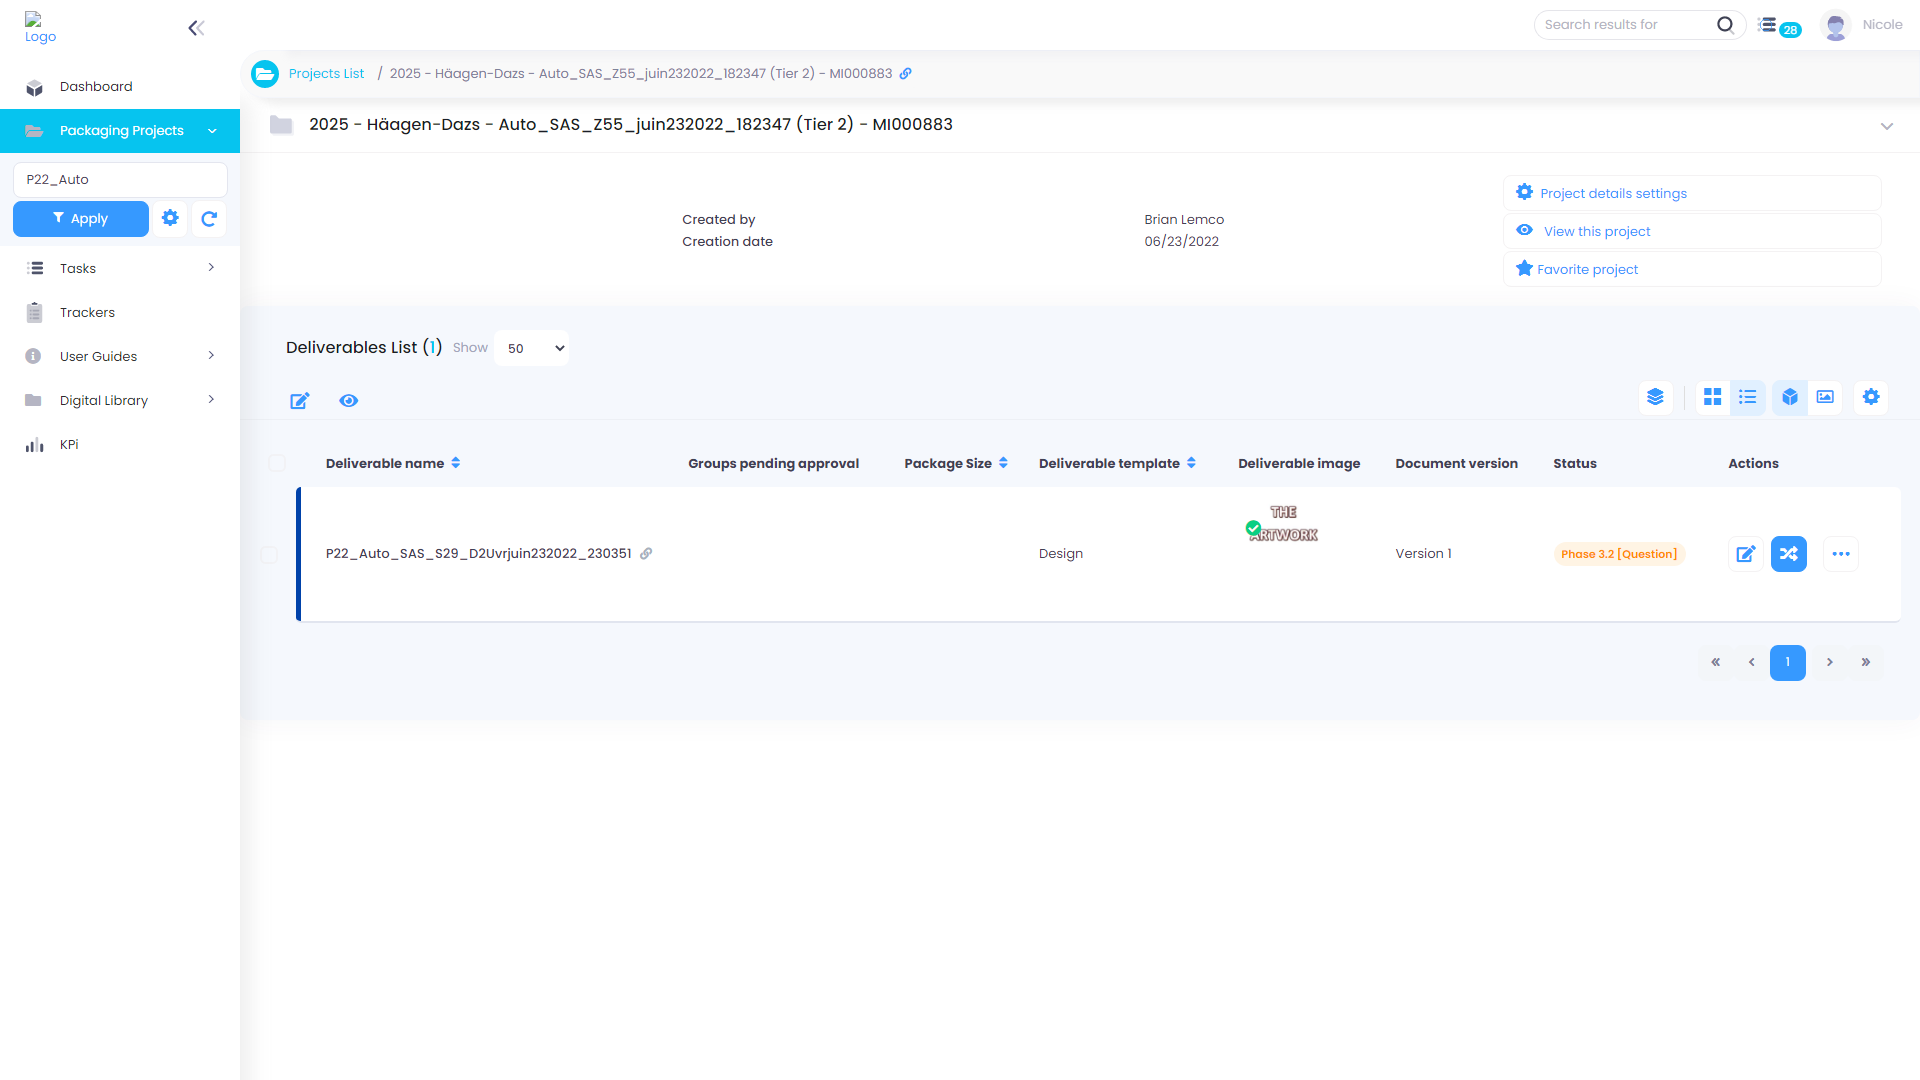 Logo
Search results for
28
Nicole
Dashboard
Packaging Projects
P22_Auto
Apply
Tasks
Trackers
User Guides
Digital Library
KPi
Projects List / 2025 - Häagen-Dazs - Auto_SAS_Z55_juin232022_182347 (Tier 2) - MI000883
2025 - Häagen-Dazs - Auto_SAS_Z55_juin232022_182347 (Tier 2) - MI000883
Created by Brian Lemco
Creation date 06/23/2022
Project details settings
View this project
Favorite project
Deliverables List (1) Show 50
Deliverable name Groups pending approval Package Size Deliverable template Deliverable image Document version Status Actions
THE
ARTWORK
P22_Auto_SAS_S29_D2Uvrjuin232022_230351 Design Version 1 Phase 3.2 [Question]
« ‹ 1 › »